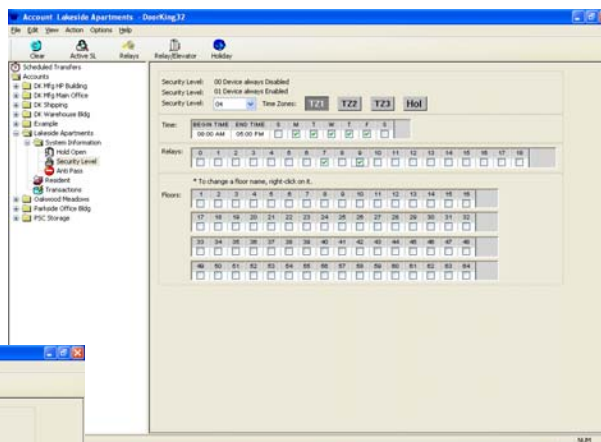 Account Lakeside Apartments - DoorKing32
File Edit View Action Options Help
Clear Active SL Relays Relay/Elevator Holiday
Scheduled Transfers
Accounts
DK Mfg HP Building
DK Mfg Main Office
DK Shipping
DK Warehouse Bldg
Example
Lakeside Apartments
System Information
Hold Open
Security Level
Anti Pass
Resident
Transactions
Oakwood Meadows
Parkside Office Bldg
PSC Storage
Security Level: 00 Device always Disabled
Security Level: 01 Device always Enabled
Security Level: 04 Time Zones: TZ1 TZ2 TZ3 Hol
Time: BEGIN TIME END TIME S M T W T F S
08:00 AM 05:00 PM
Relays: 0 1 2 3 4 5 6 7 8 9 10 11 12 13 14 15 16 17 18
* To change a floor name, right-click on it.
Floors: 1 2 3 4 5 6 7 8 9 10 11 12 13 14 15 16
17 18 19 20 21 22 23 24 25 26 27 28 29 30 31 32
33 34 35 36 37 38 39 40 41 42 43 44 45 46 47 48
49 50 51 52 53 54 55 56 57 58 59 60 61 62 63 64
NUM